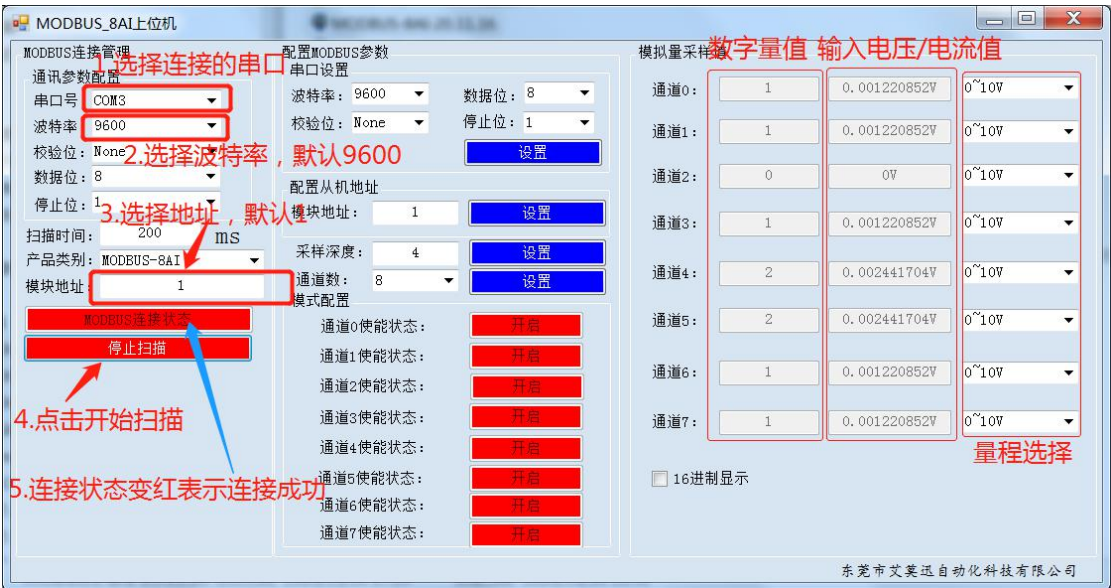 MODBUS_8AI上位机
MODBUS连接管理
1.选择连接的串口
通讯参数配置
串口号 COM3
波特率 9600
校验位: None
2.选择波特率，默认9600
数据位: 8
停止位: 1
3.选择地址，默认1
扫描时间: 200 ms
产品类别: MODBUS-8AI
模块地址: 1
MODBUS连接状态
停止扫描
4.点击开始扫描
5.连接状态变红表示连接成功
配置MODBUS参数
串口设置
波特率: 9600 数据位: 8
校验位: None 停止位: 1
设置
配置从机地址
模块地址: 1 设置
采样深度: 4 设置
通道数: 8 设置
模式配置
通道0使能状态: 开启
通道1使能状态: 开启
通道2使能状态: 开启
通道3使能状态: 开启
通道4使能状态: 开启
通道5使能状态: 开启
通道6使能状态: 开启
通道7使能状态: 开启
模拟量采样值
数字量值 输入电压/电流值
通道0: 1 0.001220852V 0~10V
通道1: 1 0.001220852V 0~10V
通道2: 0 0V 0~10V
通道3: 1 0.001220852V 0~10V
通道4: 2 0.002441704V 0~10V
通道5: 2 0.002441704V 0~10V
通道6: 1 0.001220852V 0~10V
通道7: 1 0.001220852V 0~10V
量程选择
16进制显示
东莞市艾莫迅自动化科技有限公司